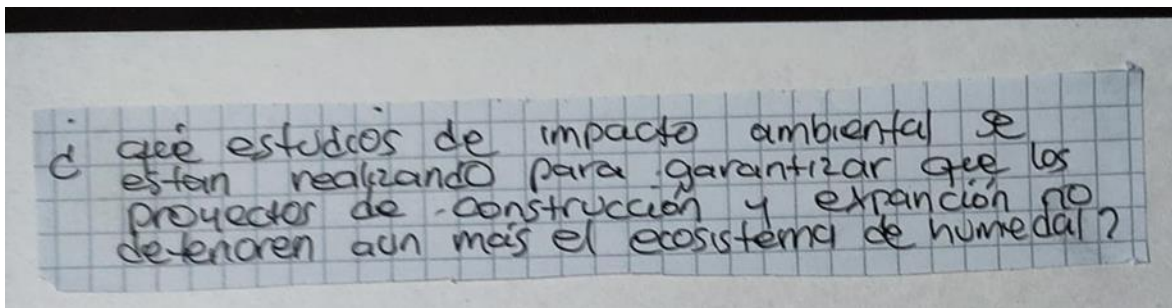 ¿ qué estudios de impacto ambiental se
están realizando para garantizar que los
proyectos de construcción y expanción no
deterioren aun más el ecosistema de humedal?